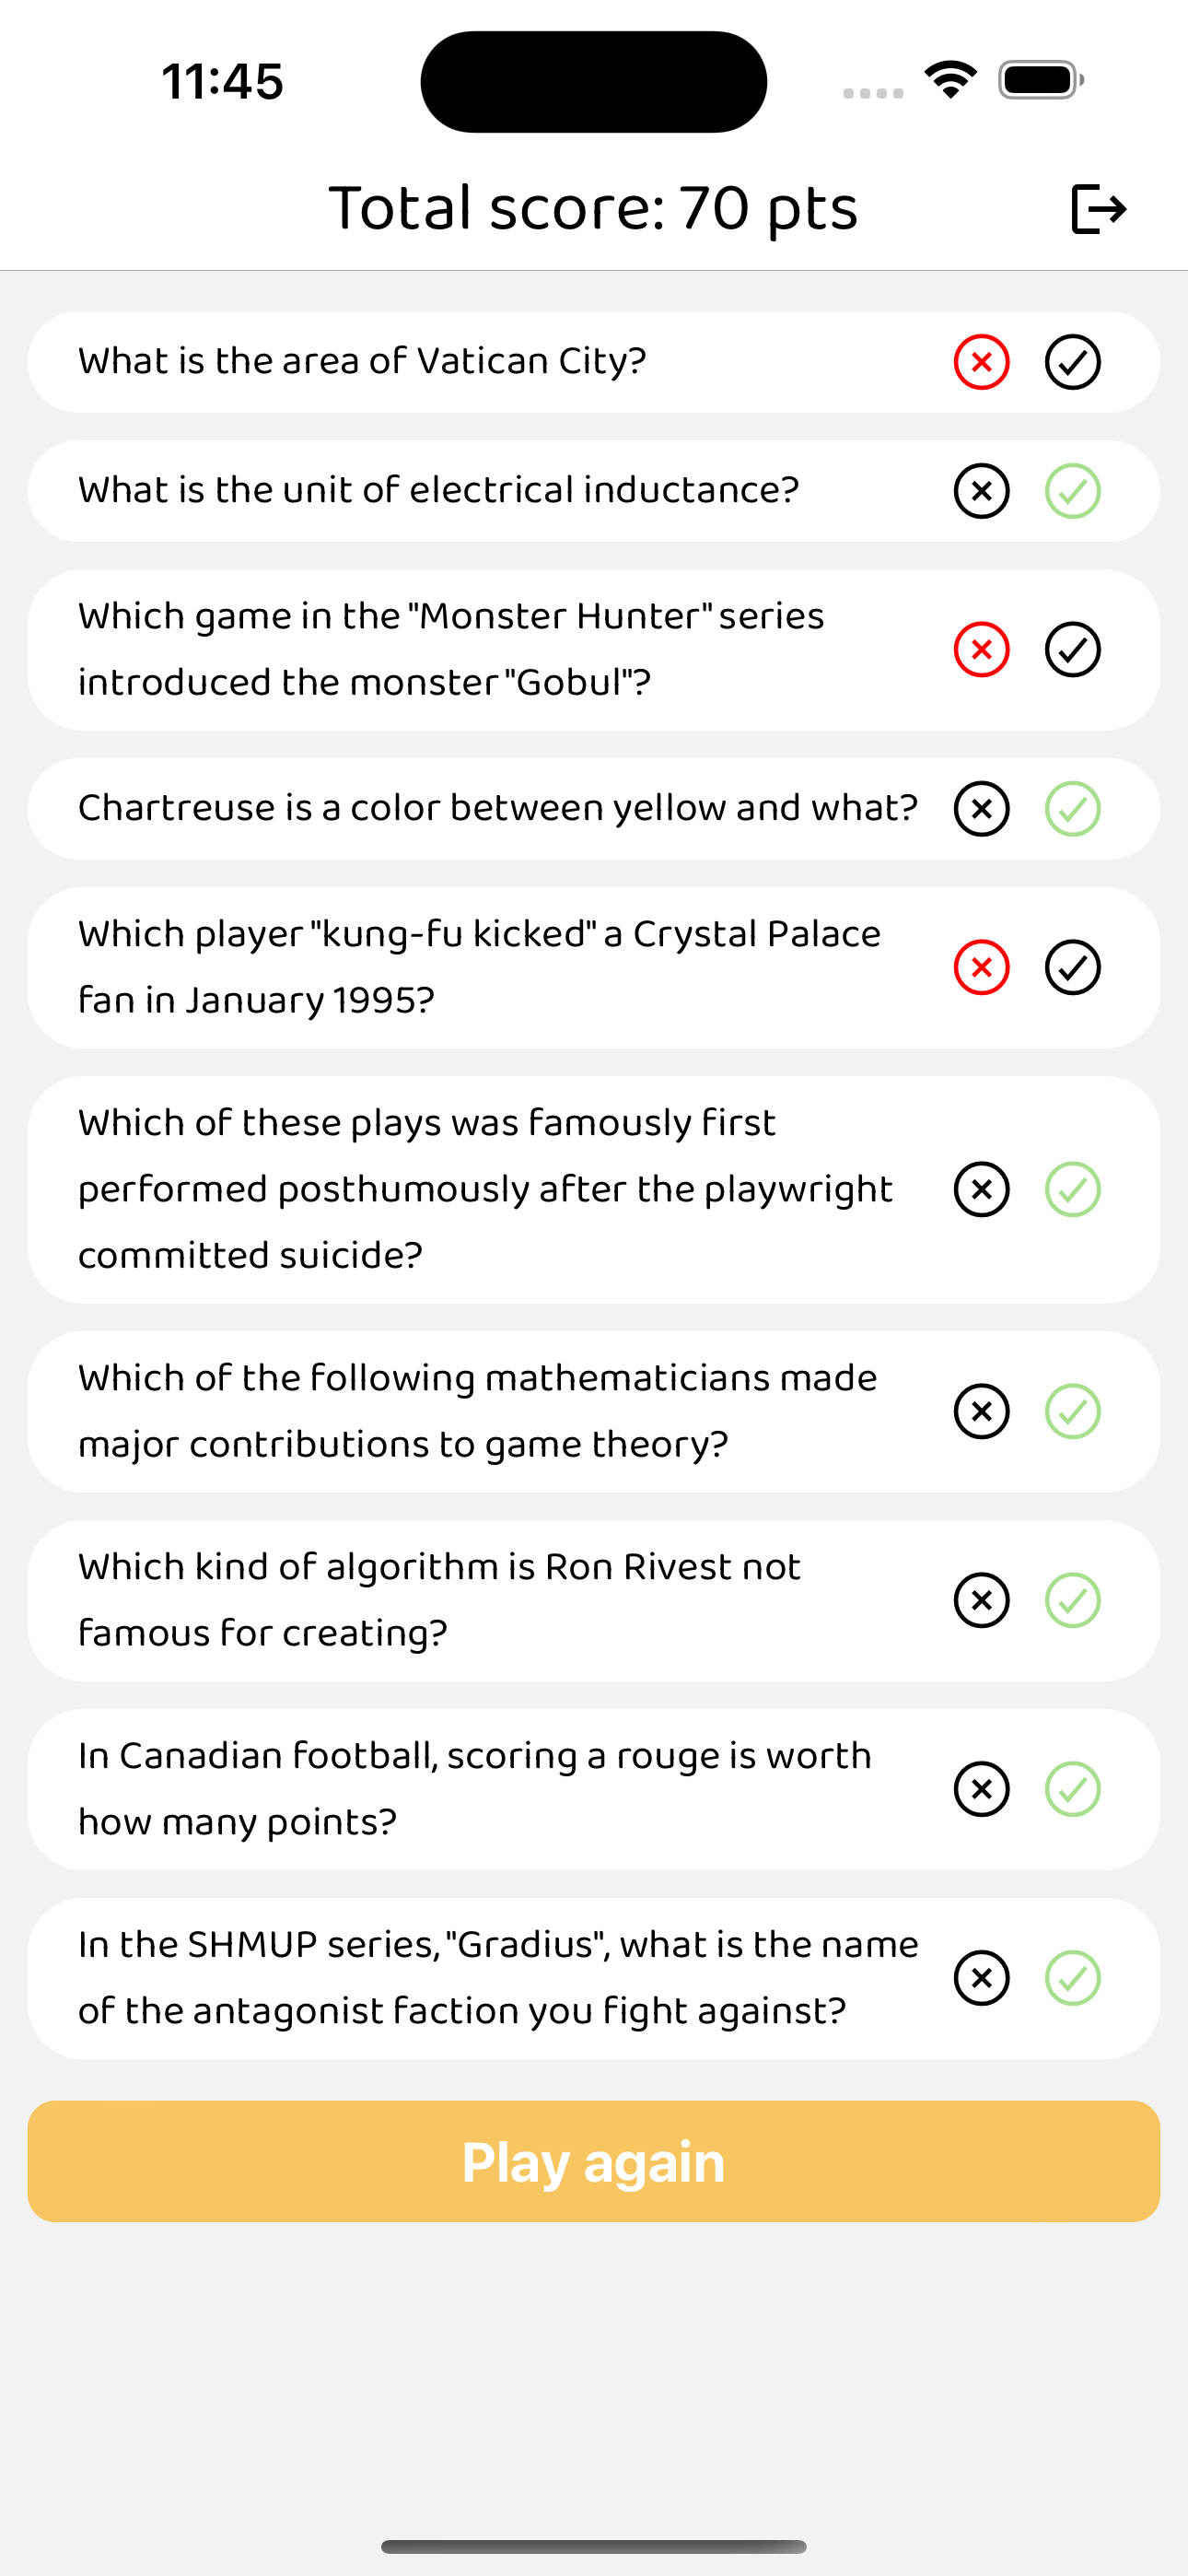 11:45
Total score: 70 pts
What is the area of Vatican City?
What is the unit of electrical inductance?
Which game in the "Monster Hunter" series
introduced the monster "Gobul"?
Chartreuse is a color between yellow and what?
Which player "kung-fu kicked" a Crystal Palace
fan in January 1995?
Which of these plays was famously first
performed posthumously after the playwright
committed suicide?
Which of the following mathematicians made
major contributions to game theory?
Which kind of algorithm is Ron Rivest not
famous for creating?
In Canadian football, scoring a rouge is worth
how many points?
In the SHMUP series, "Gradius", what is the name
of the antagonist faction you fight against?
Play again